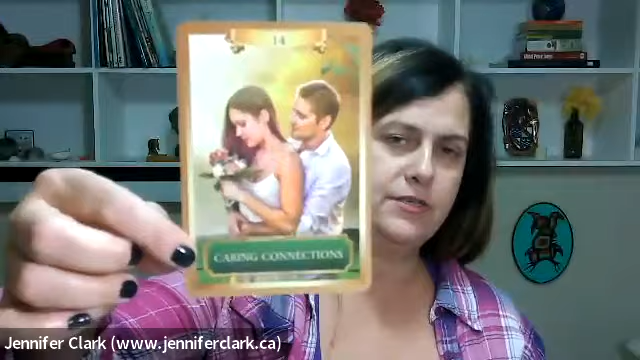 14
CARING CONNECTIONS
Jennifer Clark (www.jenniferclark.ca)